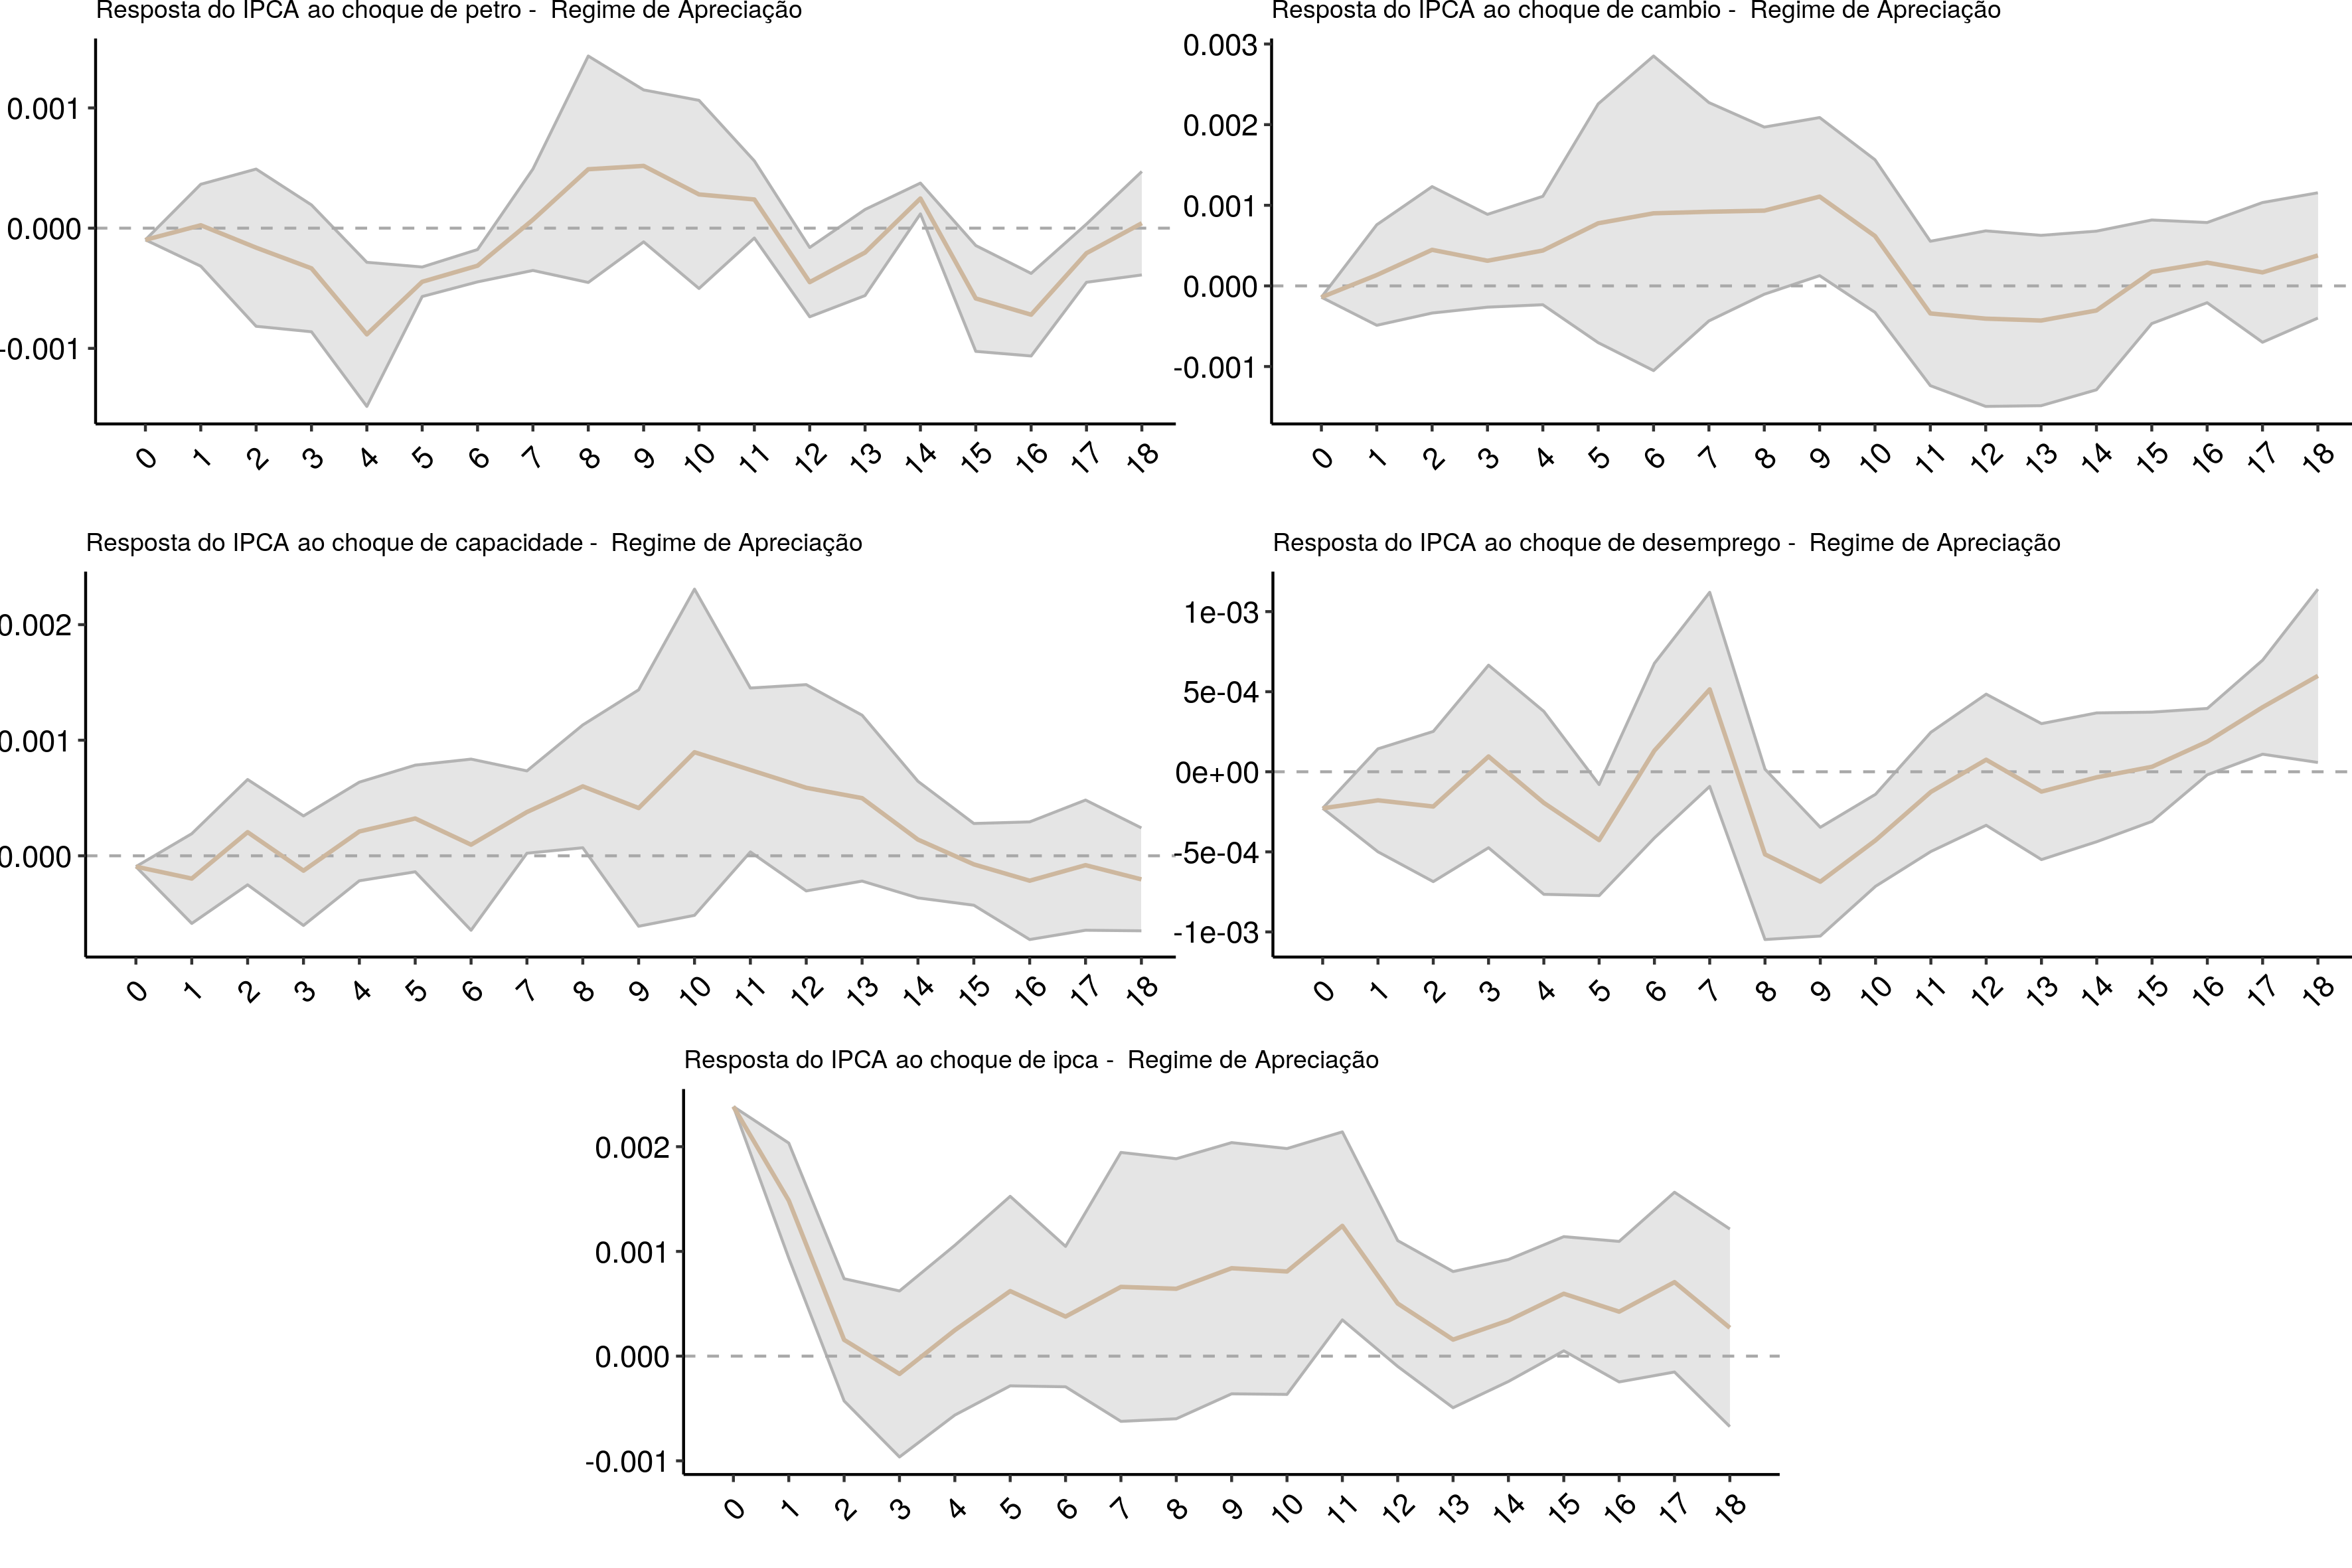 Resposta do IPCA ao choque de petro - Regime de Apreciação
0.001
0.000
-0.001
0 1 2 3 4 5 6 7 8 9 10 11 12 13 14 15 16 17 18
Resposta do IPCA ao choque de cambio - Regime de Apreciação
0.003
0.002
0.001
0.000
-0.001
0 1 2 3 4 5 6 7 8 9 10 11 12 13 14 15 16 17 18
Resposta do IPCA ao choque de capacidade - Regime de Apreciação
0.002
0.001
0.000
0 1 2 3 4 5 6 7 8 9 10 11 12 13 14 15 16 17 18
Resposta do IPCA ao choque de desemprego - Regime de Apreciação
1e-03
5e-04
0e+00
-5e-04
-1e-03
0 1 2 3 4 5 6 7 8 9 10 11 12 13 14 15 16 17 18
Resposta do IPCA ao choque de ipca - Regime de Apreciação
0.002
0.001
0.000
-0.001
0 1 2 3 4 5 6 7 8 9 10 11 12 13 14 15 16 17 18